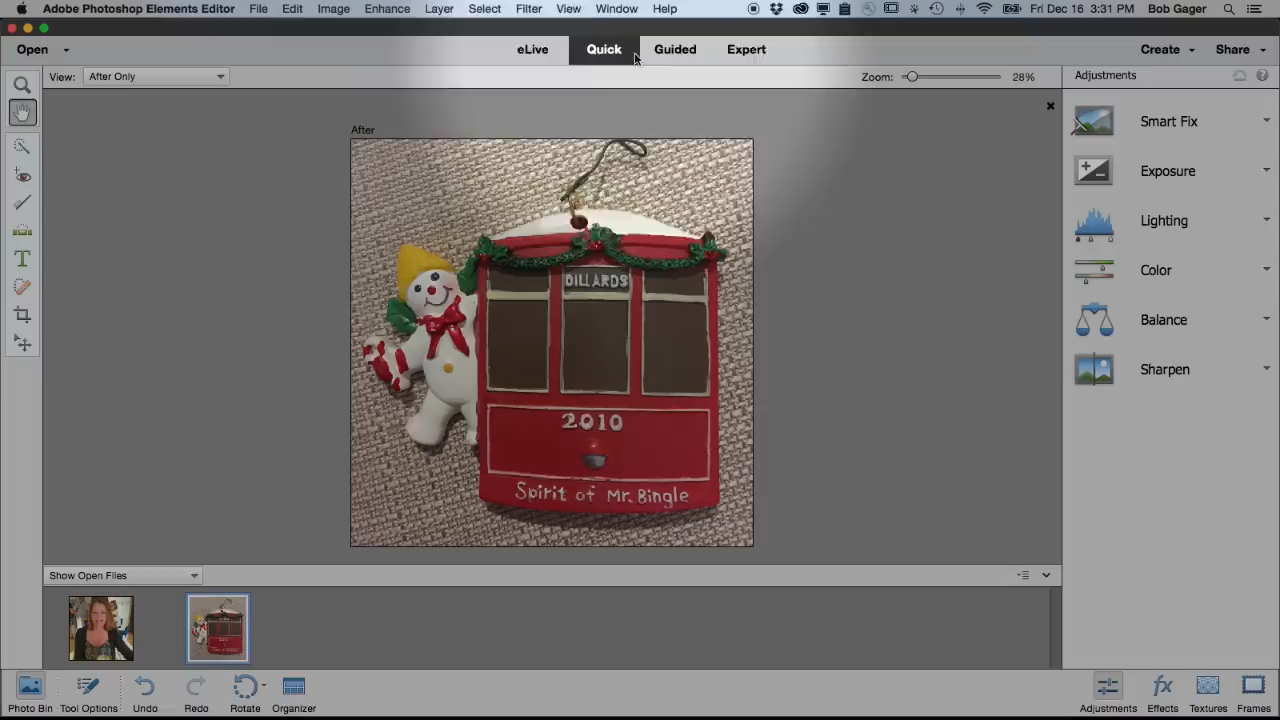 Adobe Photoshop Elements Editor File Edit Image Enhance Layer Select Filter View Window Help Fri Dec 16 3:31 PM Bob Gager
Open eLive Quick Guided Expert Create Share
View: After Only Zoom: 28% Adjustments
After
Smart Fix
Exposure
Lighting
Color
Balance
Sharpen
DILLARDS
2010
Spirit of Mr. Bingle
Show Open Files
Photo Bin Tool Options Undo Redo Rotate Organizer Adjustments Effects Textures Frames